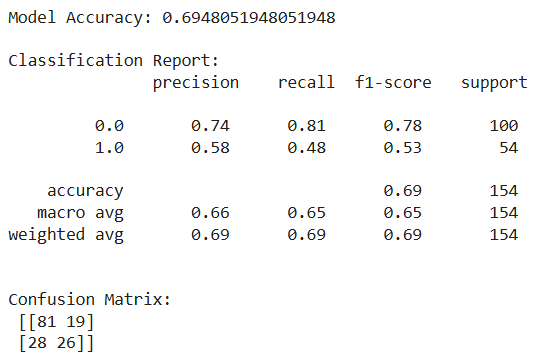 Model Accuracy: 0.6948051948051948
Classification Report:
precision recall f1-score support
0.0 0.74 0.81 0.78 100
1.0 0.58 0.48 0.53 54
accuracy 0.69 154
macro avg 0.66 0.65 0.65 154
weighted avg 0.69 0.69 0.69 154
Confusion Matrix:
[[81 19]
[28 26]]